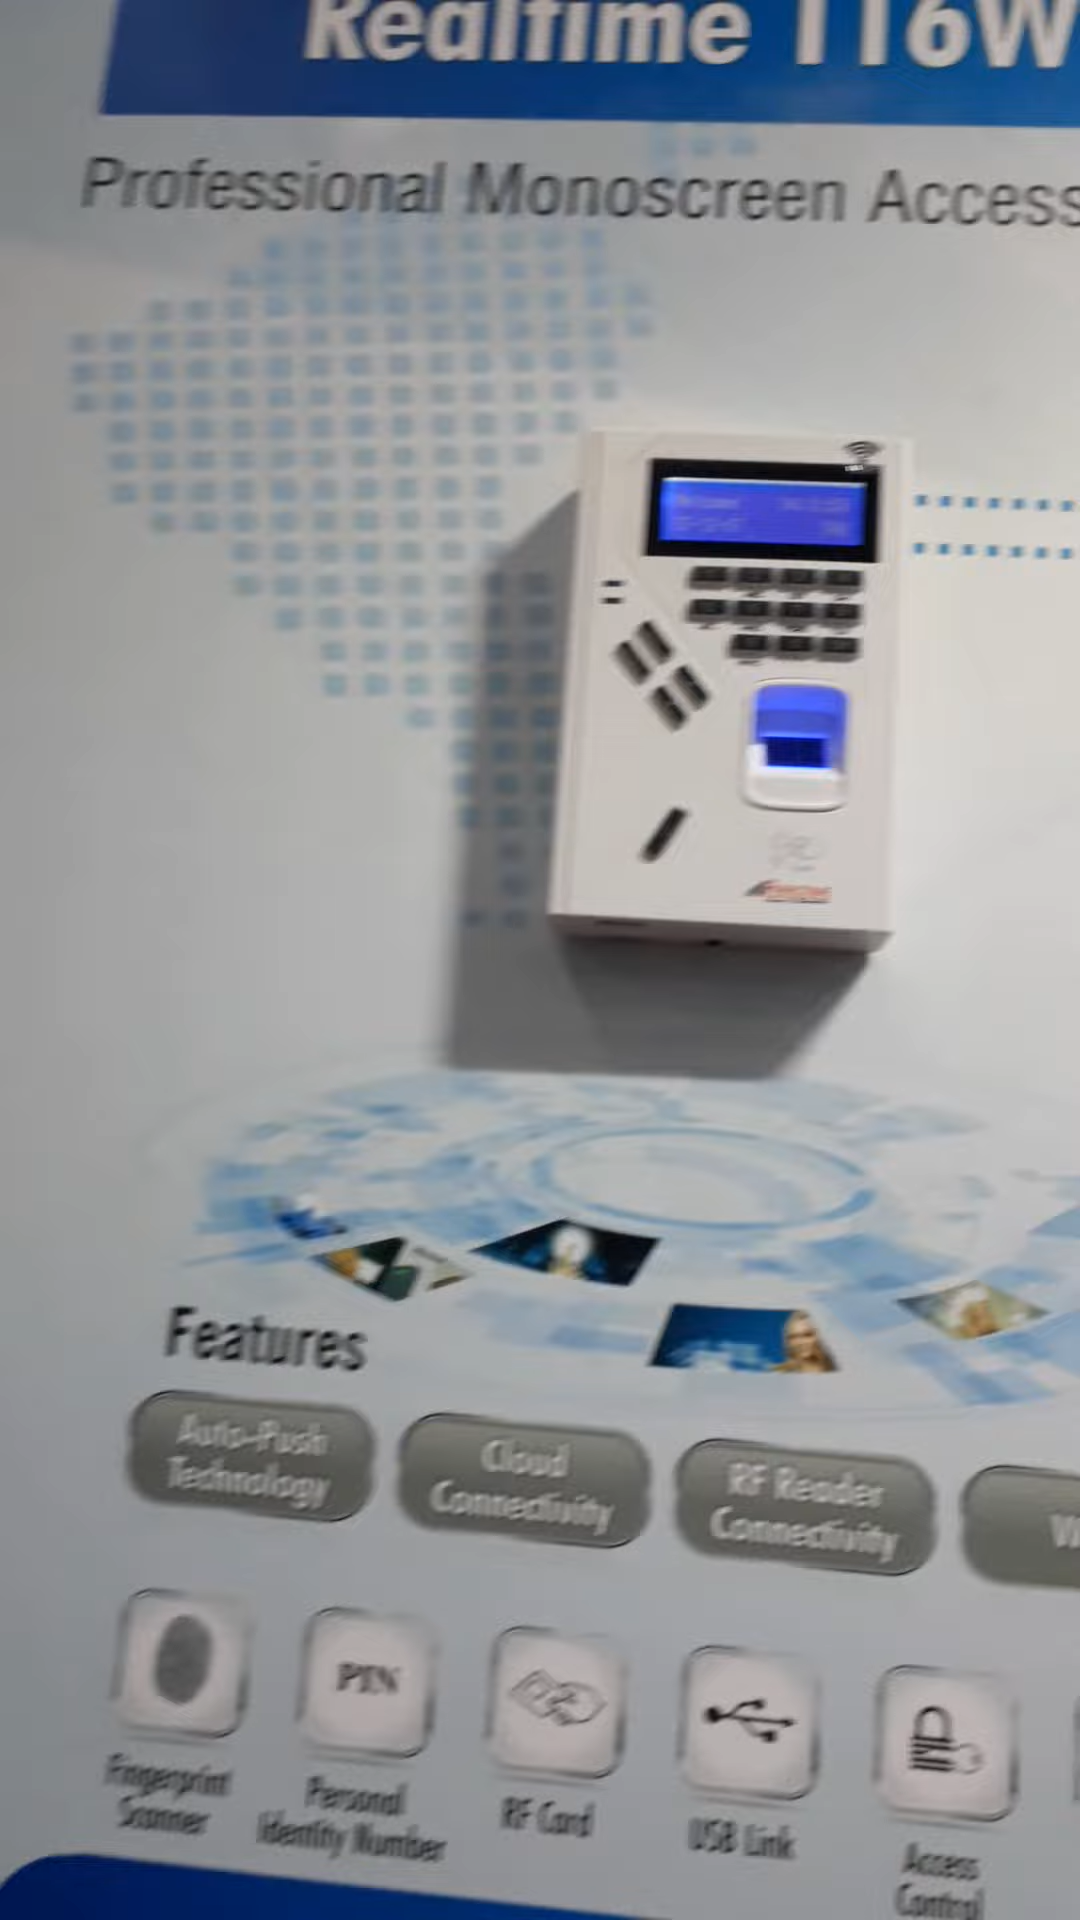 Realtime T16W
Professional Monoscreen Access
Features
Auto-Push
Technology
Cloud
Connectivity
RF Reader
Connectivity
Fingerprint
Scanner
PIN
Personal
Identity Number
RF Card
USB Link
Access
Control